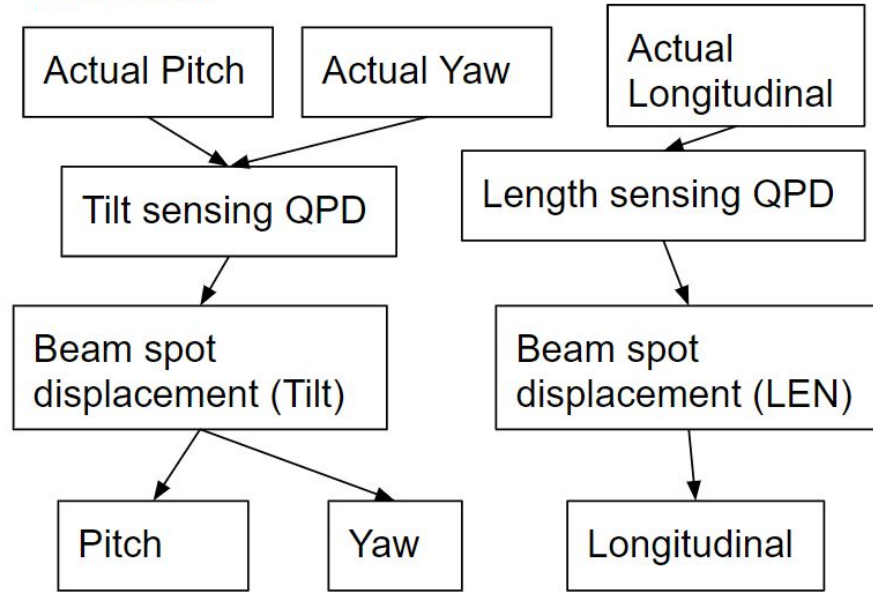 Actual Pitch
Actual Yaw
Actual
Longitudinal
Tilt sensing QPD
Length sensing QPD
Beam spot
displacement (Tilt)
Beam spot
displacement (LEN)
Pitch
Yaw
Longitudinal